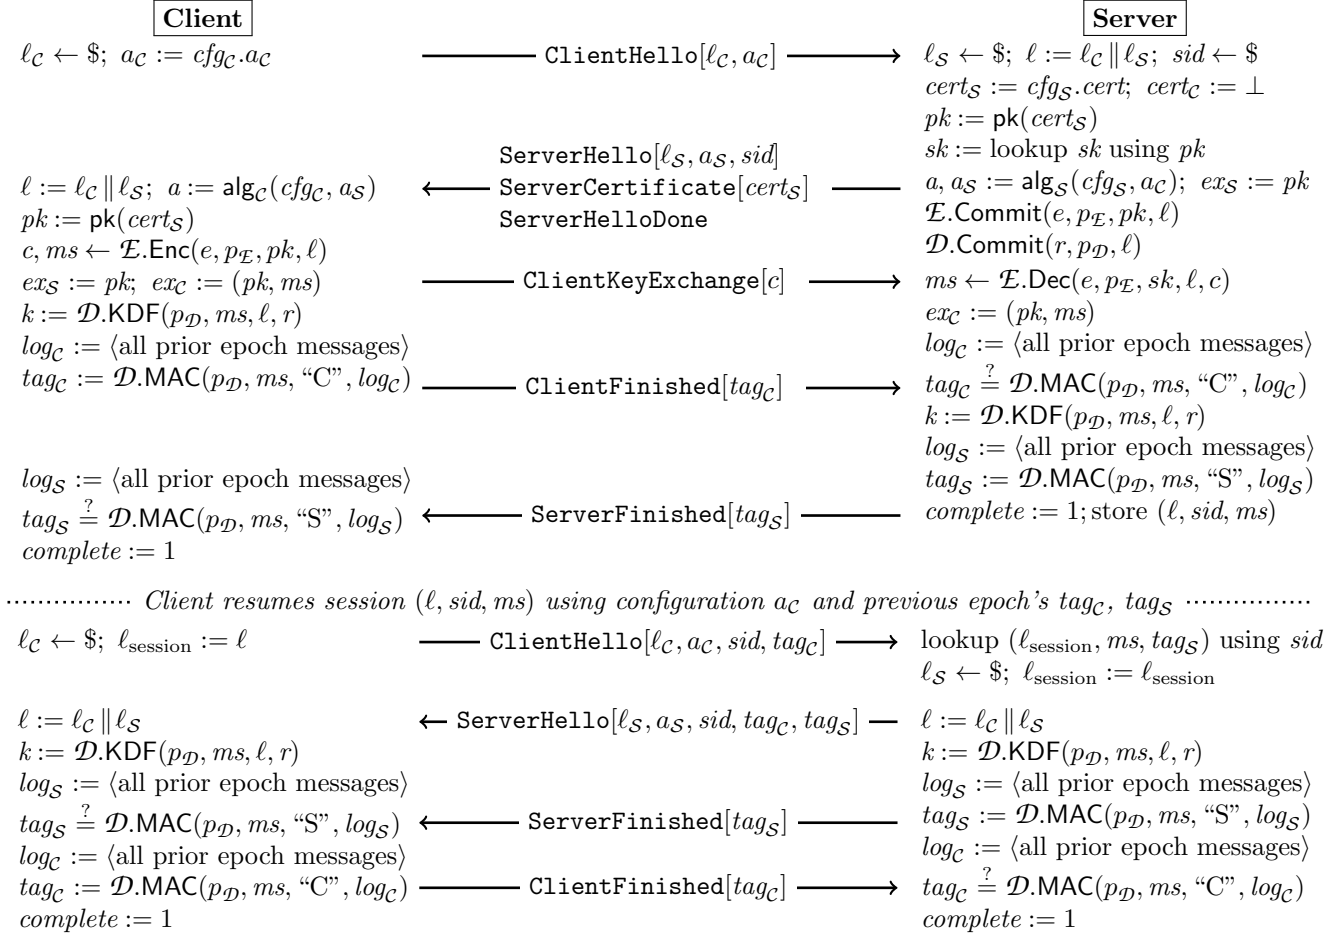 Client Server
ℓ_𝒞 ← $; a_𝒞 := cfg_𝒞.a_𝒞 ClientHello[ℓ_𝒞, a_𝒞] ℓ_𝒮 ← $; ℓ := ℓ_𝒞 ∥ ℓ_𝒮; sid ← $
cert_𝒮 := cfg_𝒮.cert; cert_𝒞 := ⊥
pk := pk(cert_𝒮)
ServerHello[ℓ_𝒮, a_𝒮, sid] sk := lookup sk using pk
ℓ := ℓ_𝒞 ∥ ℓ_𝒮; a := alg_𝒞(cfg_𝒞, a_𝒮) ServerCertificate[cert_𝒮] a, a_𝒮 := alg_𝒮(cfg_𝒮, a_𝒞); ex_𝒮 := pk
pk := pk(cert_𝒮) ServerHelloDone ℰ.Commit(e, p_ℰ, pk, ℓ)
c, ms ← ℰ.Enc(e, p_ℰ, pk, ℓ) 𝒟.Commit(r, p_𝒟, ℓ)
ex_𝒮 := pk; ex_𝒞 := (pk, ms) ClientKeyExchange[c] ms ← ℰ.Dec(e, p_ℰ, sk, ℓ, c)
k := 𝒟.KDF(p_𝒟, ms, ℓ, r) ex_𝒞 := (pk, ms)
log_𝒞 := ⟨all prior epoch messages⟩ log_𝒞 := ⟨all prior epoch messages⟩
tag_𝒞 := 𝒟.MAC(p_𝒟, ms, “C”, log_𝒞) ClientFinished[tag_𝒞] tag_𝒞 ≟ 𝒟.MAC(p_𝒟, ms, “C”, log_𝒞)
k := 𝒟.KDF(p_𝒟, ms, ℓ, r)
log_𝒮 := ⟨all prior epoch messages⟩
log_𝒮 := ⟨all prior epoch messages⟩ tag_𝒮 := 𝒟.MAC(p_𝒟, ms, “S”, log_𝒮)
tag_𝒮 ≟ 𝒟.MAC(p_𝒟, ms, “S”, log_𝒮) ServerFinished[tag_𝒮] complete := 1; store (ℓ, sid, ms)
complete := 1
Client resumes session (ℓ, sid, ms) using configuration a_𝒞 and previous epoch's tag_𝒞, tag_𝒮
ℓ_𝒞 ← $; ℓ_session := ℓ ClientHello[ℓ_𝒞, a_𝒞, sid, tag_𝒞] lookup (ℓ_session, ms, tag_𝒮) using sid
ℓ_𝒮 ← $; ℓ_session := ℓ_session
ℓ := ℓ_𝒞 ∥ ℓ_𝒮 ServerHello[ℓ_𝒮, a_𝒮, sid, tag_𝒞, tag_𝒮] ℓ := ℓ_𝒞 ∥ ℓ_𝒮
k := 𝒟.KDF(p_𝒟, ms, ℓ, r) k := 𝒟.KDF(p_𝒟, ms, ℓ, r)
log_𝒮 := ⟨all prior epoch messages⟩ log_𝒮 := ⟨all prior epoch messages⟩
tag_𝒮 ≟ 𝒟.MAC(p_𝒟, ms, “S”, log_𝒮) ServerFinished[tag_𝒮] tag_𝒮 := 𝒟.MAC(p_𝒟, ms, “S”, log_𝒮)
log_𝒞 := ⟨all prior epoch messages⟩ log_𝒞 := ⟨all prior epoch messages⟩
tag_𝒞 := 𝒟.MAC(p_𝒟, ms, “C”, log_𝒞) ClientFinished[tag_𝒞] tag_𝒞 ≟ 𝒟.MAC(p_𝒟, ms, “C”, log_𝒞)
complete := 1 complete := 1